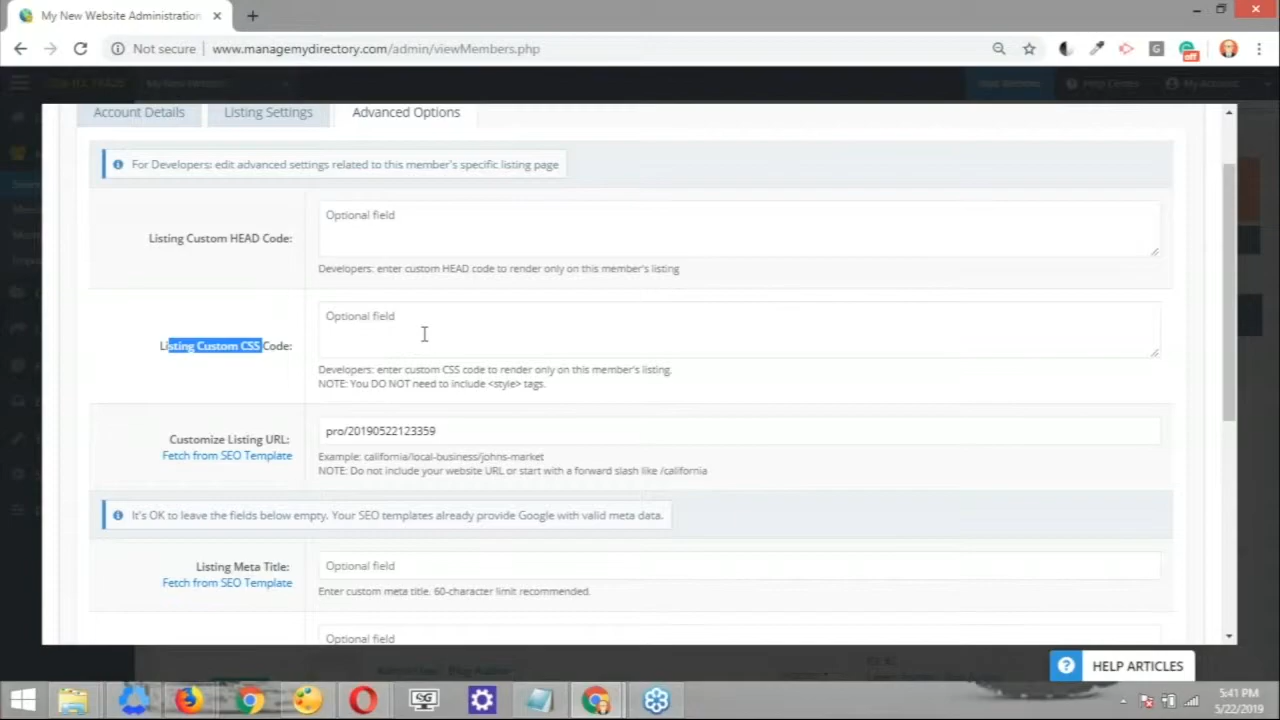 My New Website Administration
Not secure
www.managemydirectory.com/admin/viewMembers.php
off
Help Center
My Account
Account Details
Listing Settings
Advanced Options
For Developers: edit advanced settings related to this member's specific listing page
Listing Custom HEAD Code:
Optional field
Developers: enter custom HEAD code to render only on this member's listing
Listing Custom CSS Code:
Optional field
Developers: enter custom CSS code to render only on this member's listing.
NOTE: You DO NOT need to include <style> tags.
Customize Listing URL:
Fetch from SEO Template
pro/20190522123359
Example: california/local-business/johns-market
NOTE: Do not include your website URL or start with a forward slash like /california
It's OK to leave the fields below empty. Your SEO templates already provide Google with valid meta data.
Listing Meta Title:
Fetch from SEO Template
Optional field
Enter custom meta title. 60-character limit recommended.
Optional field
HELP ARTICLES
SG
5:41 PM
5/22/2019